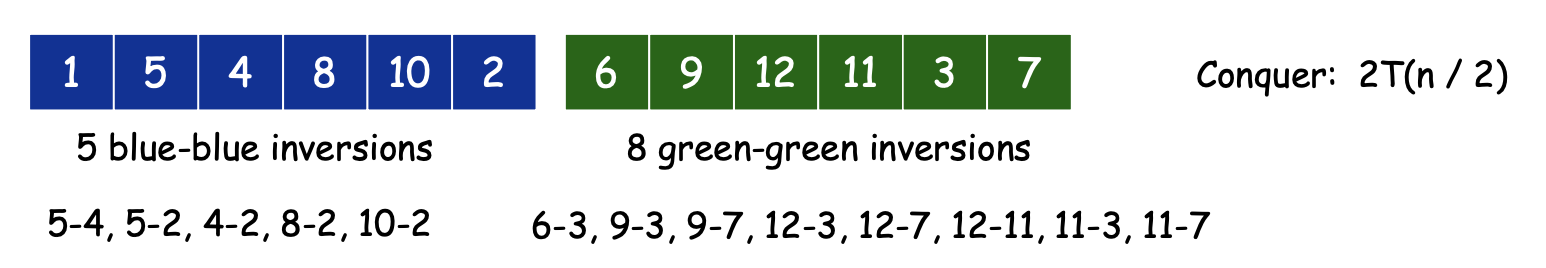 1 5 4 8 10 2 6 9 12 11 3 7 Conquer: 2T(n / 2)
5 blue-blue inversions 8 green-green inversions
5-4, 5-2, 4-2, 8-2, 10-2 6-3, 9-3, 9-7, 12-3, 12-7, 12-11, 11-3, 11-7